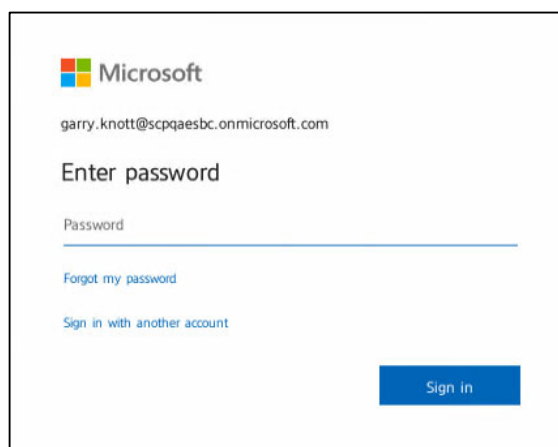 Microsoft
garry.knott@scpqaesbc.onmicrosoft.com
Enter password
Password
Forgot my password
Sign in with another account
Sign in